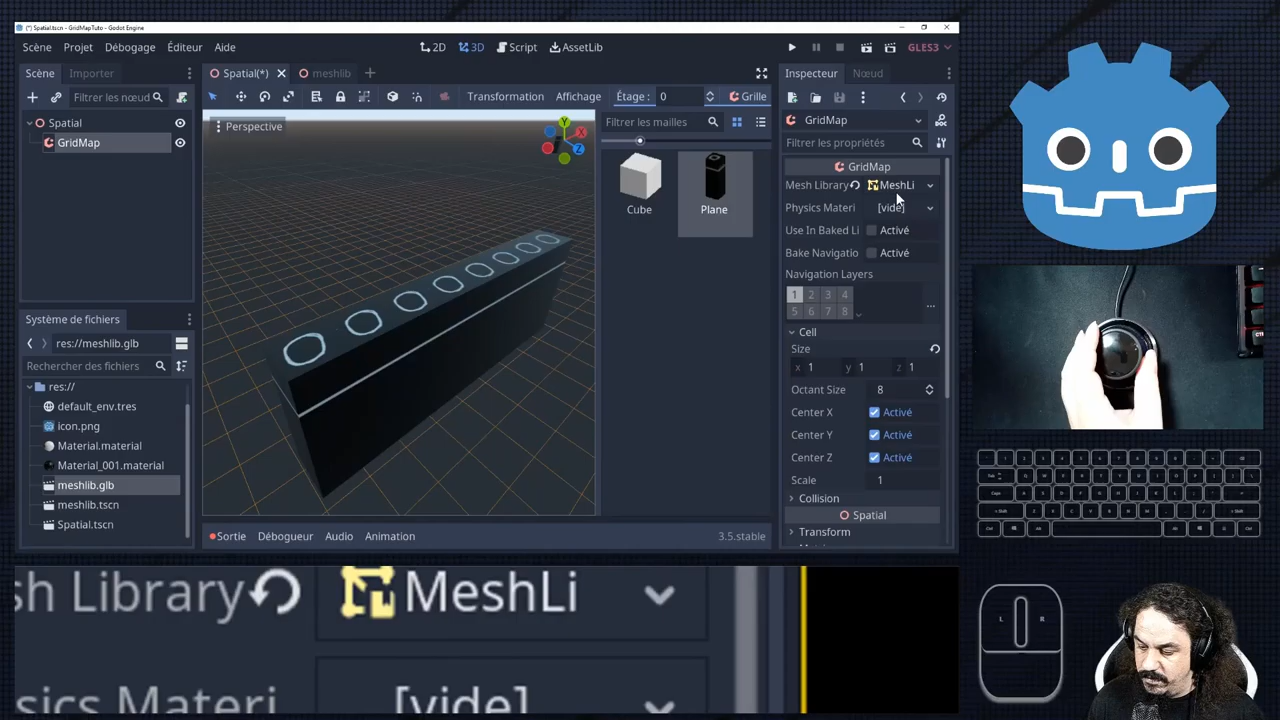 (*) Spatial.tscn - GridMapTuto - Godot Engine
Scène Projet Débogage Éditeur Aide
2D 3D Script AssetLib
GLES3
Scène Importer
Filtrer les nœud
Spatial
GridMap
Système de fichiers
res://meshlib.glb
Rechercher des fichiers
res://
default_env.tres
icon.png
Material.material
Material_001.material
meshlib.glb
meshlib.tscn
Spatial.tscn
Spatial(*) meshlib
Transformation Affichage Étage : 0 Grille
Perspective
Y
X
Z
Filtrer les mailles
Cube Plane
Sortie Débogueur Audio Animation 3.5.stable
Inspecteur Nœud
GridMap
Filtrer les propriétés
GridMap
Mesh Library MeshLi
Physics Materi [vide]
Use In Baked Li Activé
Bake Navigatio Activé
Navigation Layers
1 2 3 4
5 6 7 8
Cell
Size
x 1 y 1 z 1
Octant Size 8
Center X Activé
Center Y Activé
Center Z Activé
Scale 1
Collision
Spatial
Transform
sh Library MeshLi
sics Materi [vide]
L R